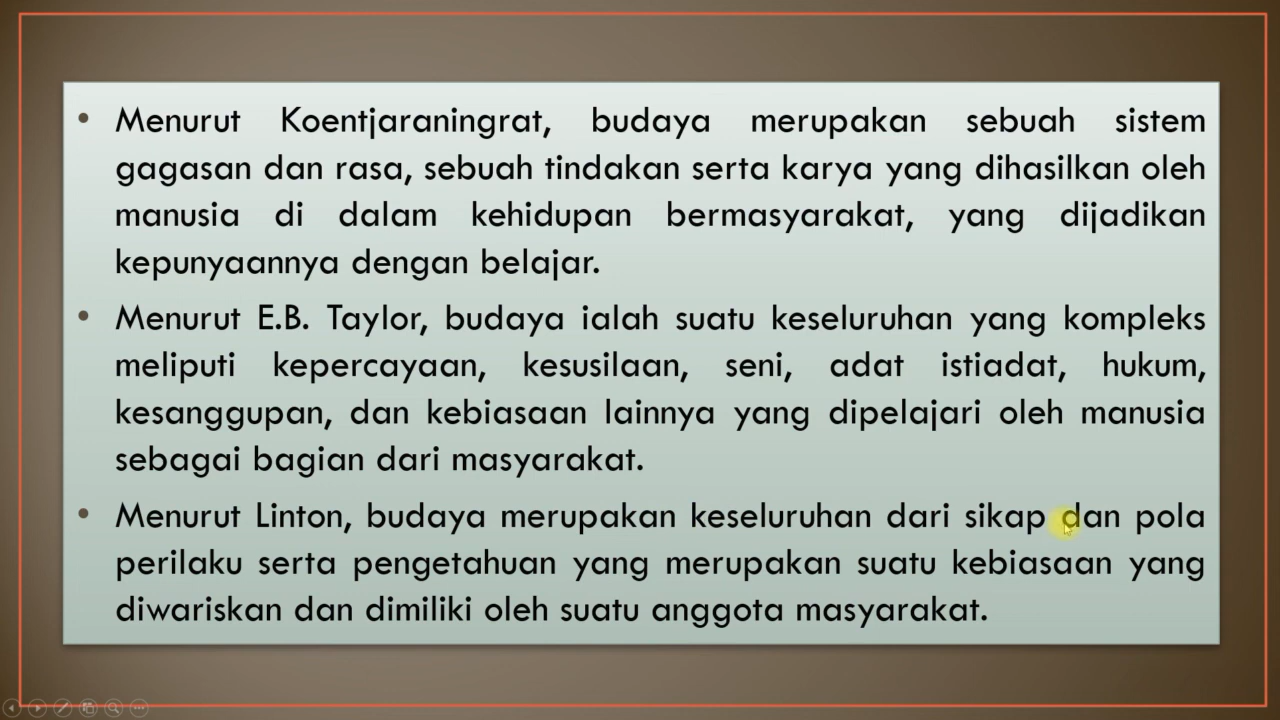 • Menurut Koentjaraningrat, budaya merupakan sebuah sistem
gagasan dan rasa, sebuah tindakan serta karya yang dihasilkan oleh
manusia di dalam kehidupan bermasyarakat, yang dijadikan
kepunyaannya dengan belajar.
• Menurut E.B. Taylor, budaya ialah suatu keseluruhan yang kompleks
meliputi kepercayaan, kesusilaan, seni, adat istiadat, hukum,
kesanggupan, dan kebiasaan lainnya yang dipelajari oleh manusia
sebagai bagian dari masyarakat.
• Menurut Linton, budaya merupakan keseluruhan dari sikap dan pola
perilaku serta pengetahuan yang merupakan suatu kebiasaan yang
diwariskan dan dimiliki oleh suatu anggota masyarakat.